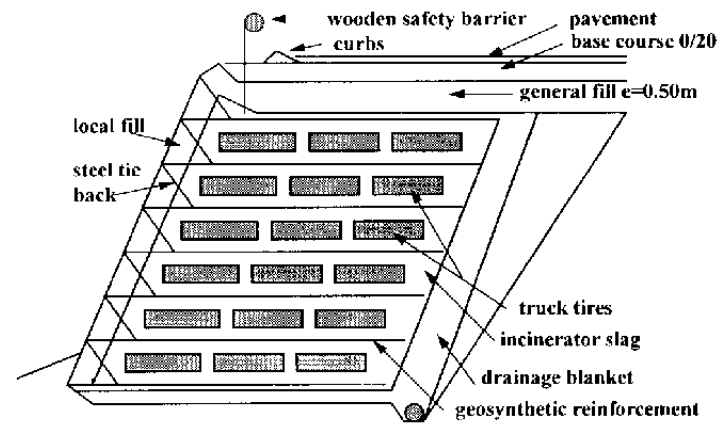 wooden safety barrier
curbs
pavement
base course 0/20
general fill e=0.50m
local fill
steel tie
back
truck tires
incinerator slag
drainage blanket
geosynthetic reinforcement